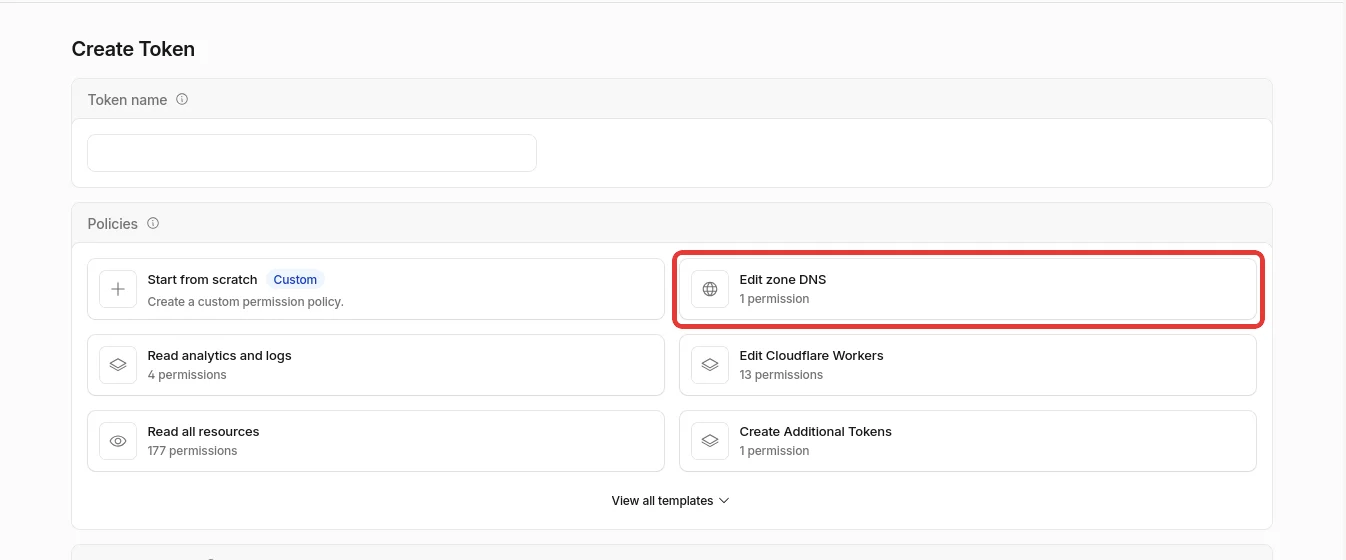 Create Token
Token name
Policies
Start from scratch Custom
Create a custom permission policy.
Edit zone DNS
1 permission
Read analytics and logs
4 permissions
Edit Cloudflare Workers
13 permissions
Read all resources
177 permissions
Create Additional Tokens
1 permission
View all templates